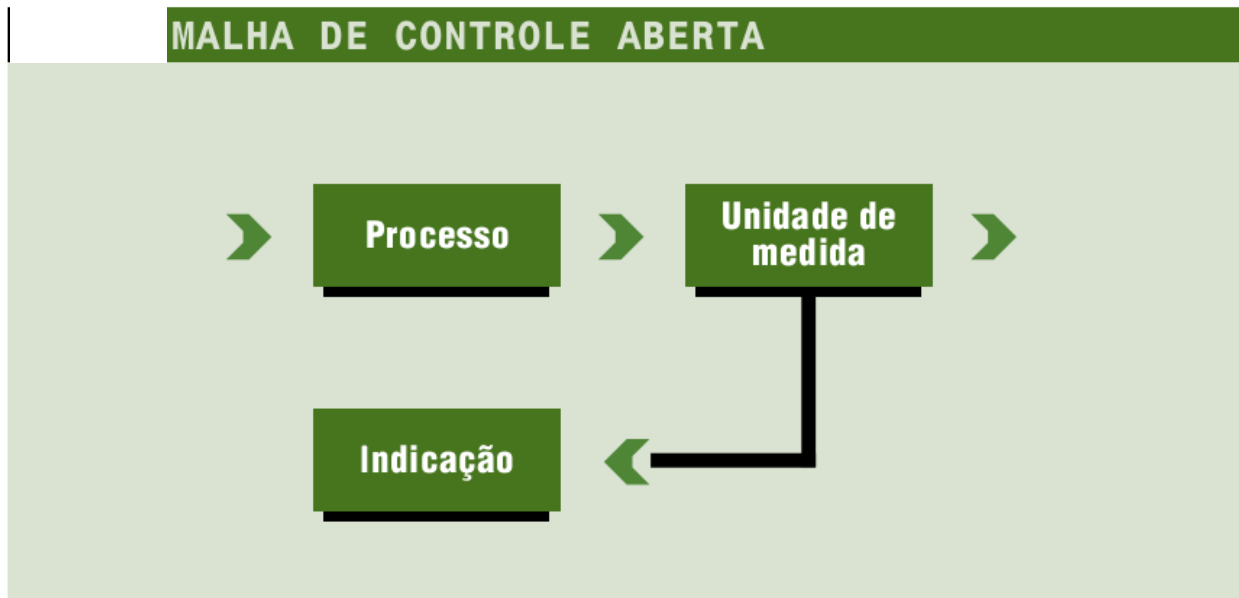 MALHA DE CONTROLE ABERTA
Processo
Unidade de
medida
Indicação